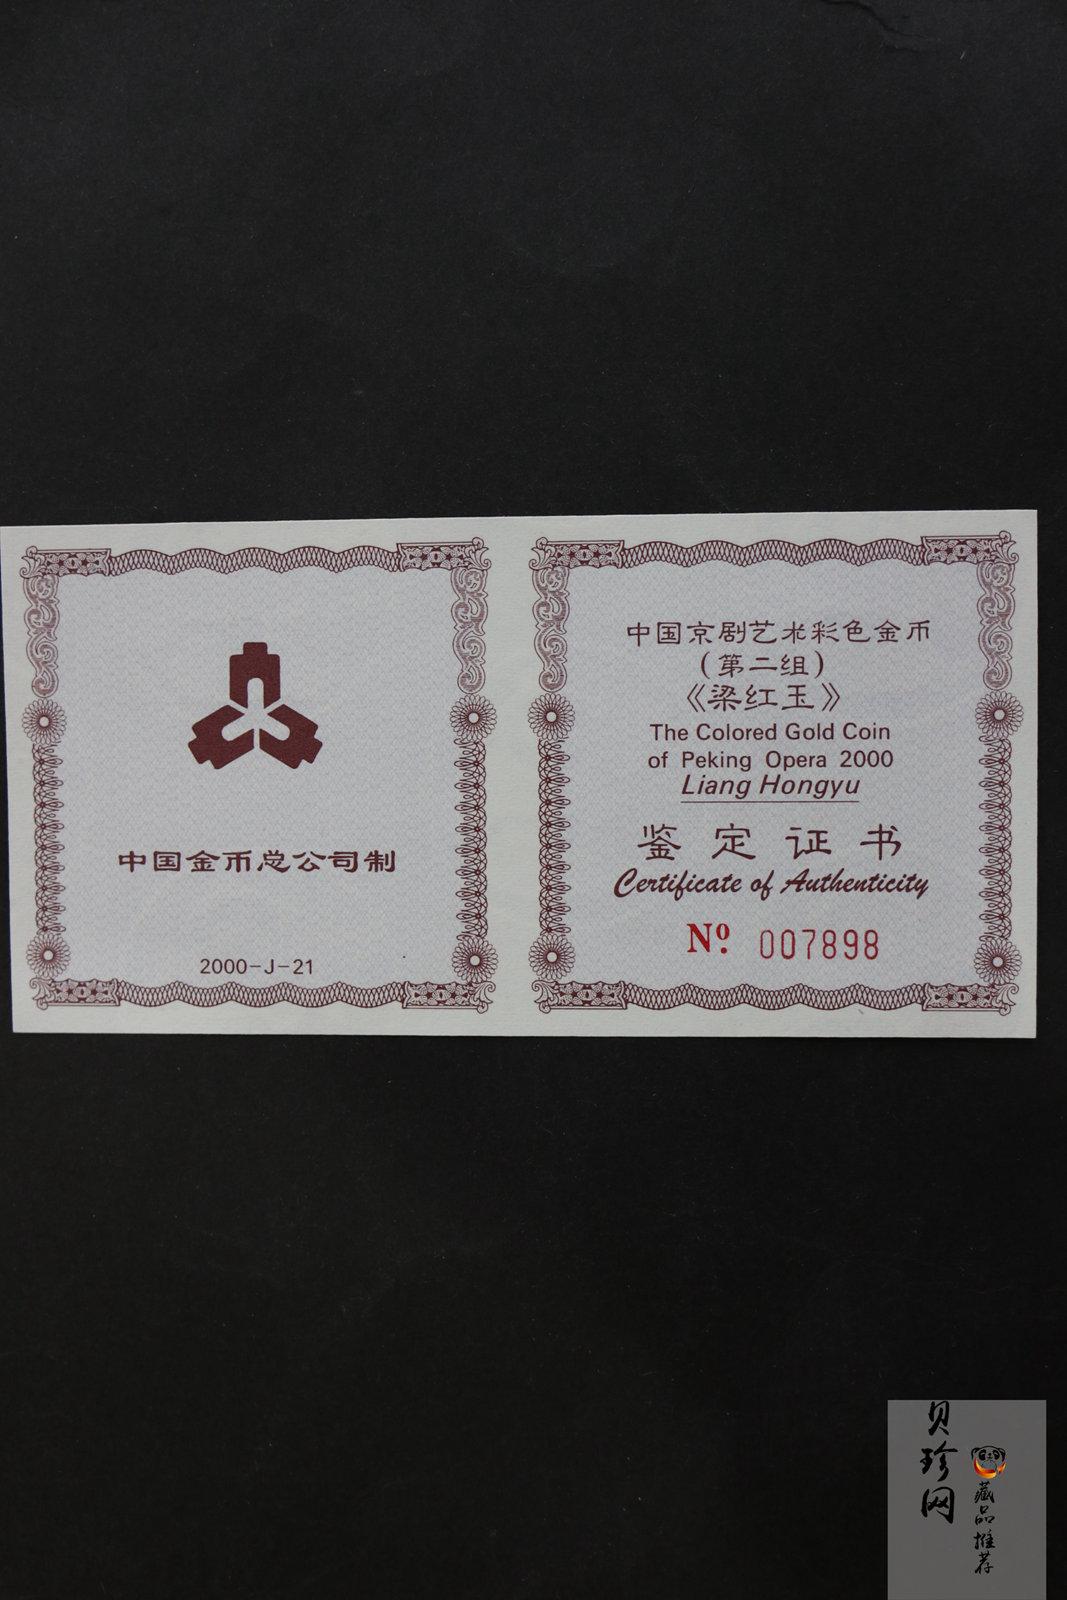 中国金币总公司制
2000-J-21
中国京剧艺术彩色金币
(第二组)
《梁红玉》
The Colored Gold Coin
of Peking Opera 2000
Liang Hongyu
鉴定证书
Certificate of Authenticity
Nº 007898
贝珍网
藏品推荐